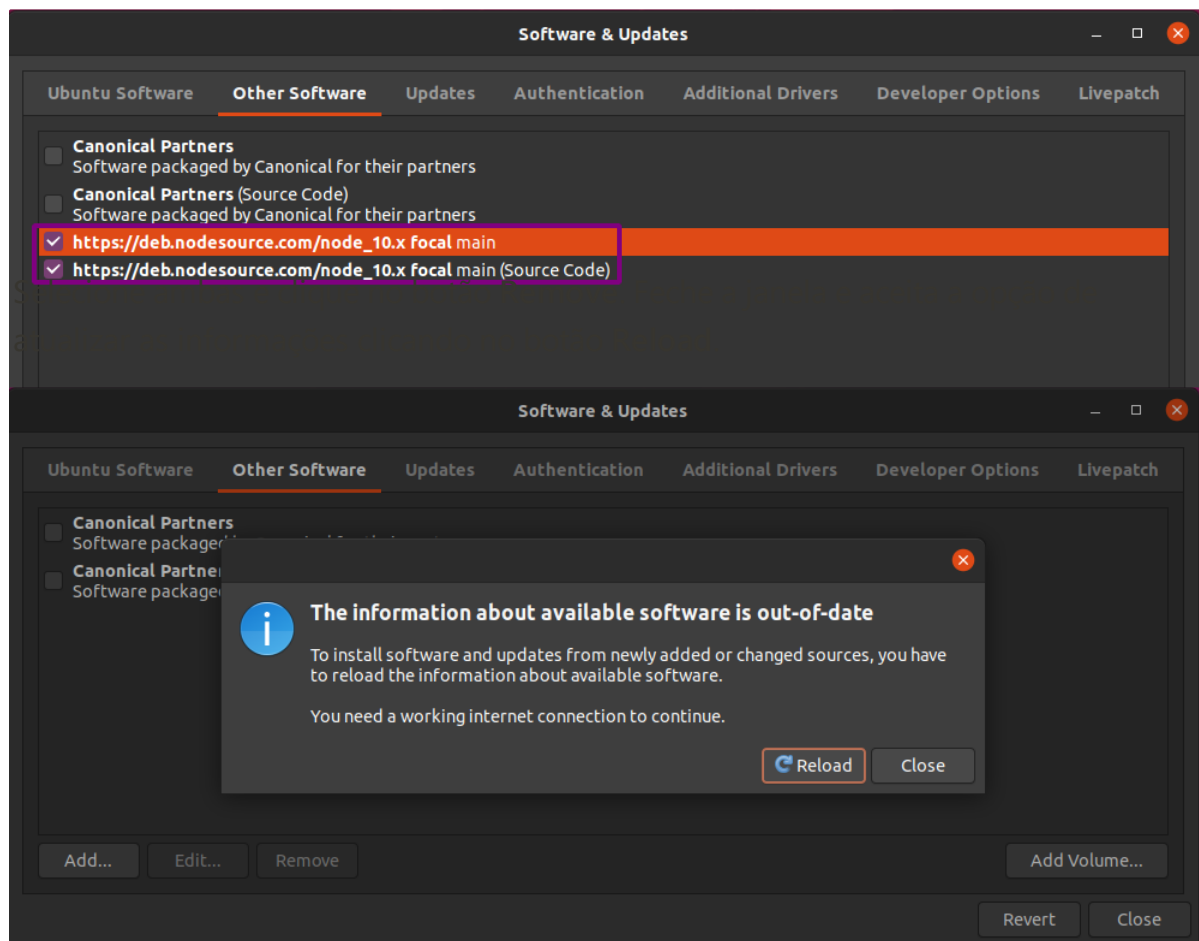 Software & Updates
Ubuntu Software Other Software Updates Authentication Additional Drivers Developer Options Livepatch
Canonical Partners
Software packaged by Canonical for their partners
Canonical Partners (Source Code)
Software packaged by Canonical for their partners
https://deb.nodesource.com/node_10.x focal main
https://deb.nodesource.com/node_10.x focal main (Source Code)
Software & Updates
Ubuntu Software Other Software Updates Authentication Additional Drivers Developer Options Livepatch
Canonical Partners
Software
Canonical
Software
The information about available software is out-of-date
To install software and updates from newly added or changed sources, you have
to reload the information about available software.
You need a working internet connection to continue.
Reload Close
Add... Edit... Remove Add Volume...
Revert Close